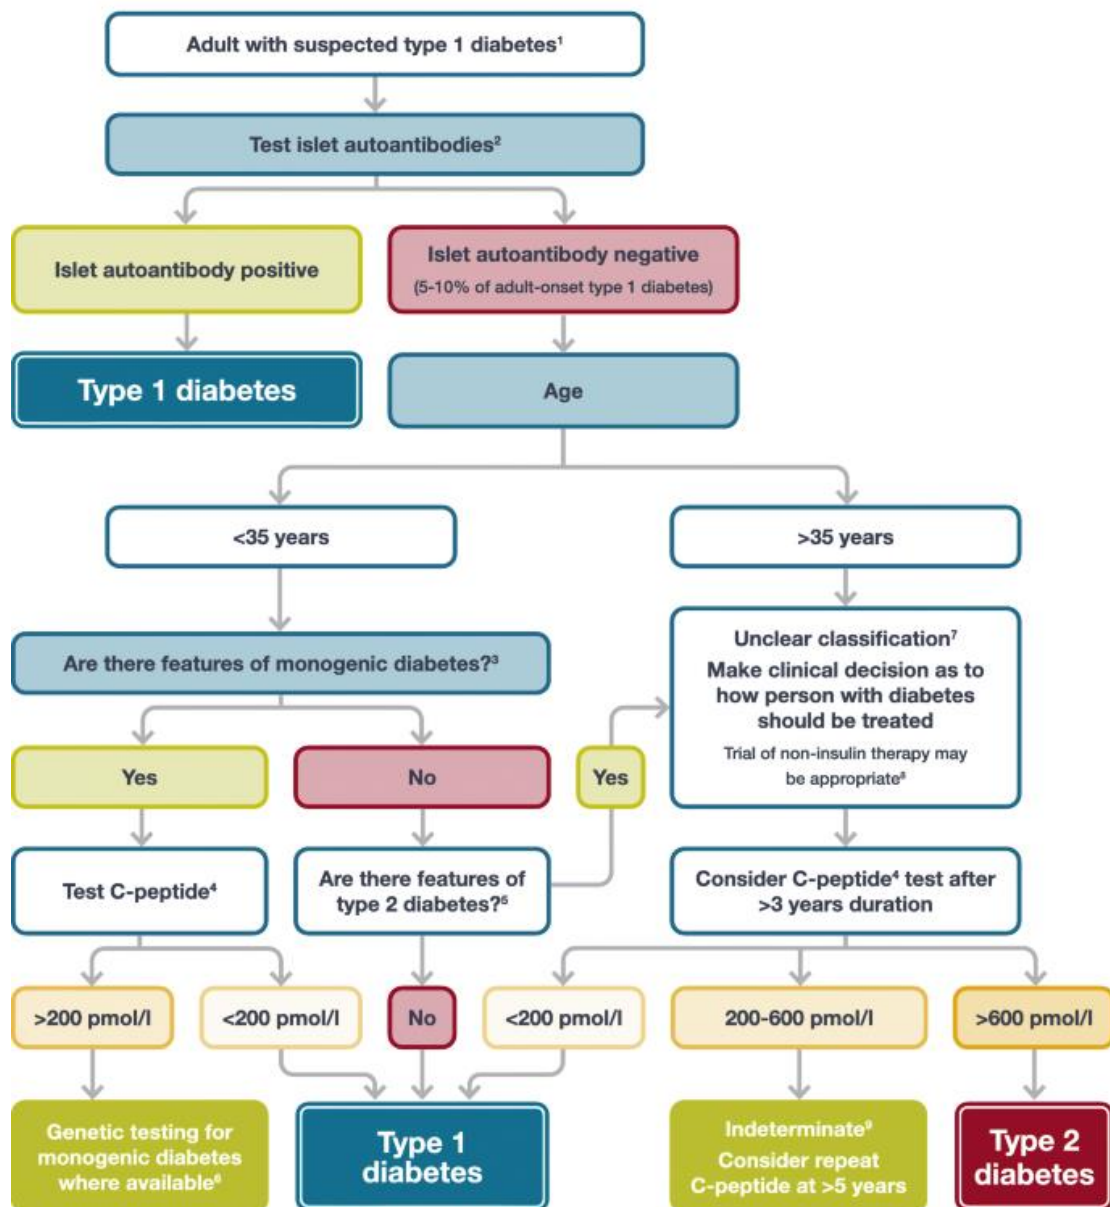 Adult with suspected type 1 diabetes¹
Test islet autoantibodies²
Islet autoantibody positive
Islet autoantibody negative
(5-10% of adult-onset type 1 diabetes)
Type 1 diabetes
Age
<35 years
>35 years
Are there features of monogenic diabetes?³
Unclear classification⁷
Make clinical decision as to
how person with diabetes
should be treated
Trial of non-insulin therapy may
be appropriate⁸
Yes
No
Yes
Test C-peptide⁴
Are there features of
type 2 diabetes?⁵
Consider C-peptide⁴ test after
>3 years duration
>200 pmol/l
<200 pmol/l
No
<200 pmol/l
200-600 pmol/l
>600 pmol/l
Genetic testing for
monogenic diabetes
where available⁶
Type 1
diabetes
Indeterminate⁹
Consider repeat
C-peptide at >5 years
Type 2
diabetes